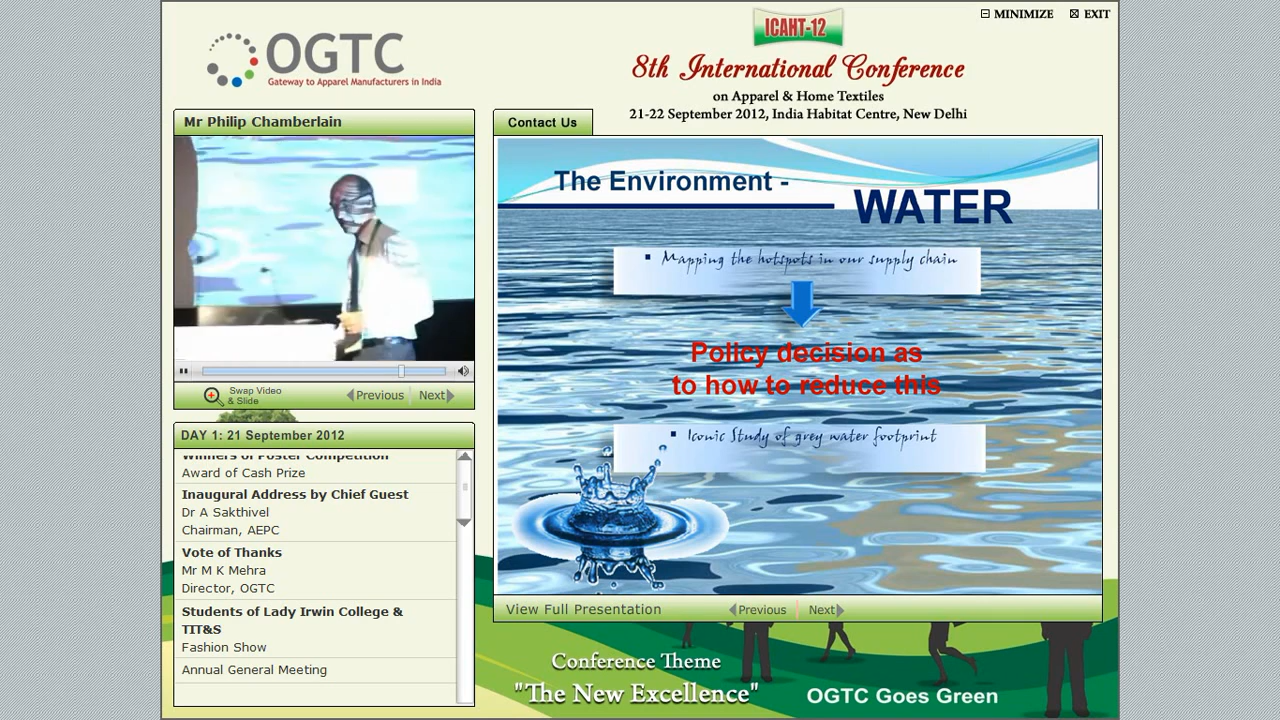 MINIMIZE
EXIT
ICAHT-12
OGTC
Gateway to Apparel Manufacturers in India
8th International Conference
on Apparel & Home Textiles
21-22 September 2012, India Habitat Centre, New Delhi
Mr Philip Chamberlain
Contact Us
The Environment -
WATER
Mapping the hotspots in our supply chain
Policy decision as
to how to reduce this
Iconic Study of grey water footprint
Swap Video
& Slide
Previous
Next
DAY 1: 21 September 2012
Winners of Poster Competition
Award of Cash Prize
Inaugural Address by Chief Guest
Dr A Sakthivel
Chairman, AEPC
Vote of Thanks
Mr M K Mehra
Director, OGTC
Students of Lady Irwin College &
TIT&S
Fashion Show
Annual General Meeting
View Full Presentation
Previous
Next
Conference Theme
"The New Excellence"
OGTC Goes Green